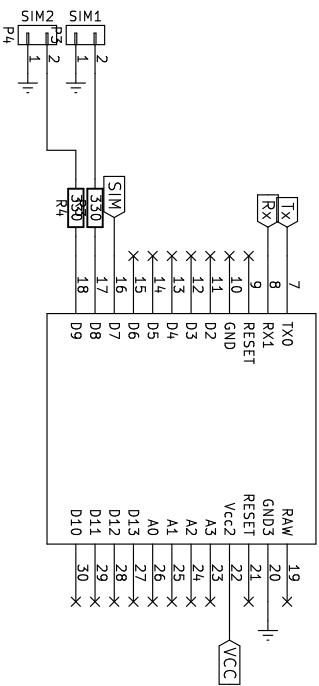 SIM2
SIM1
P4
P3
1
2
1
2
330
R4
330
SIM
Rx
Tx
18
17
16
15
14
13
12
11
10
9
8
7
D9
D8
D7
D6
D5
D4
D3
D2
GND
RESET
RX1
TX0
D10
D11
D12
D13
A0
A1
A2
A3
Vcc2
RESET
GND3
RAW
30
29
28
27
26
25
24
23
22
21
20
19
VCC